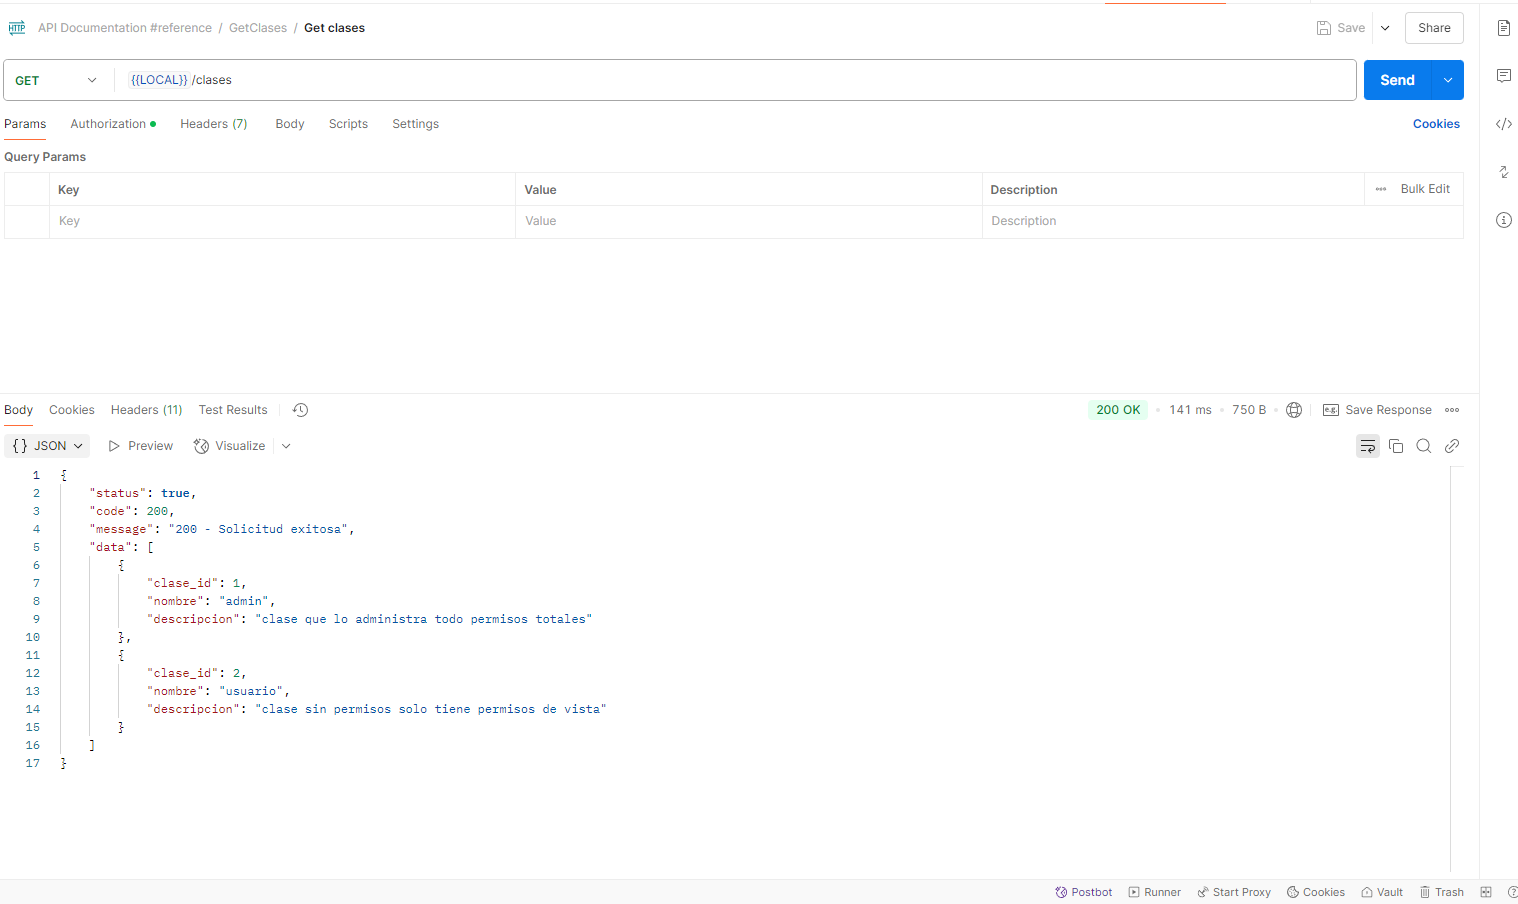 HTTP API Documentation #reference / GetClases / Get clases Save Share
GET {{LOCAL}} /clases Send
Params Authorization Headers (7) Body Scripts Settings Cookies
Query Params
Key Value Description Bulk Edit
Key Value Description
Body Cookies Headers (11) Test Results 200 OK 141 ms 750 B e.g. Save Response
{} JSON Preview Visualize
1 {
2 "status": true,
3 "code": 200,
4 "message": "200 - Solicitud exitosa",
5 "data": [
6 {
7 "clase_id": 1,
8 "nombre": "admin",
9 "descripcion": "clase que lo administra todo permisos totales"
10 },
11 {
12 "clase_id": 2,
13 "nombre": "usuario",
14 "descripcion": "clase sin permisos solo tiene permisos de vista"
15 }
16 ]
17 }
Postbot Runner Start Proxy Cookies Vault Trash